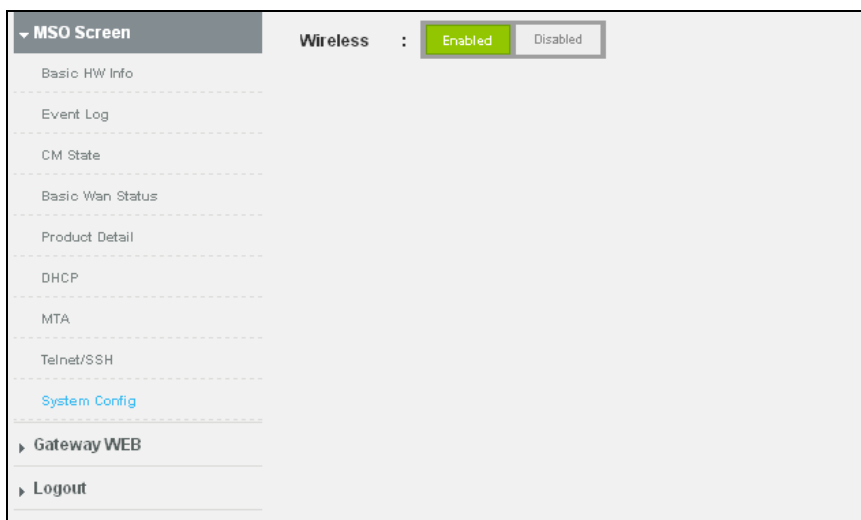 MSO Screen
Wireless : Enabled Disabled
Basic HW Info
Event Log
CM State
Basic Wan Status
Product Detail
DHCP
MTA
Telnet/SSH
System Config
Gateway WEB
Logout